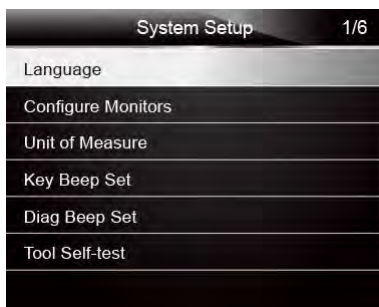 System Setup 1/6
Language
Configure Monitors
Unit of Measure
Key Beep Set
Diag Beep Set
Tool Self-test